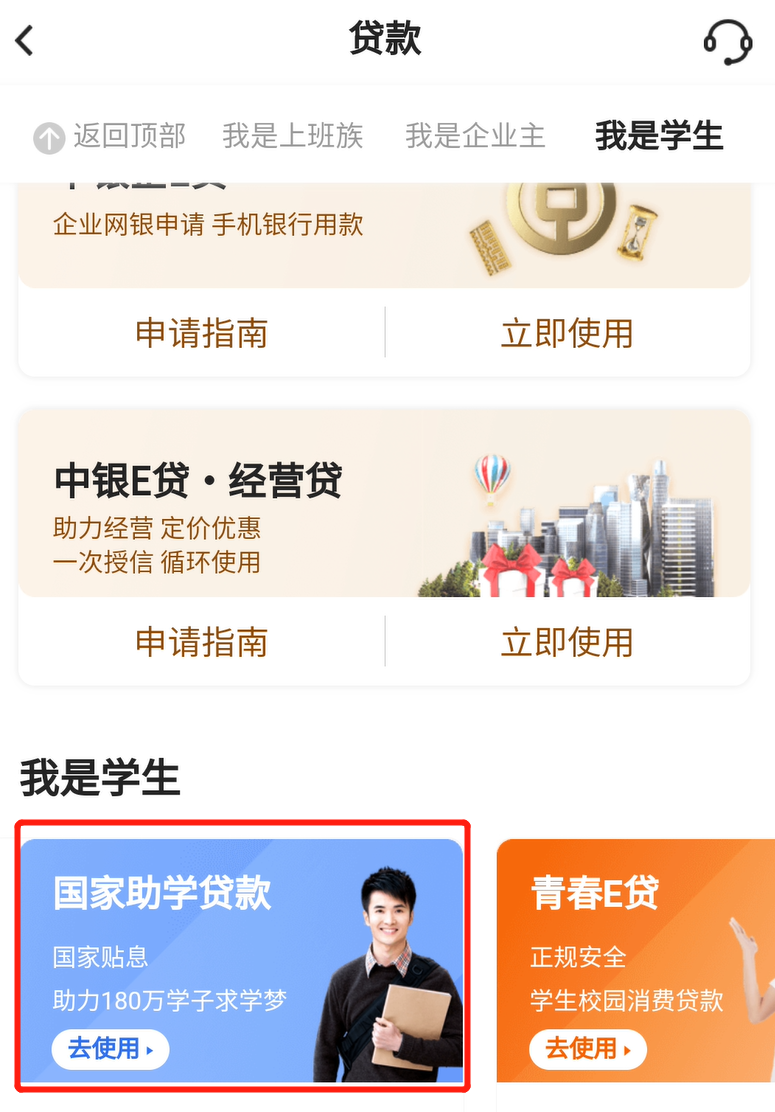 贷款
返回顶部 我是上班族 我是企业主 我是学生
企业网银申请 手机银行用款
申请指南 立即使用
中银E贷·经营贷
助力经营 定价优惠
一次授信 循环使用
申请指南 立即使用
我是学生
国家助学贷款
国家贴息
助力180万学子求学梦
去使用
青春E贷
正规安全
学生校园消费贷款
去使用